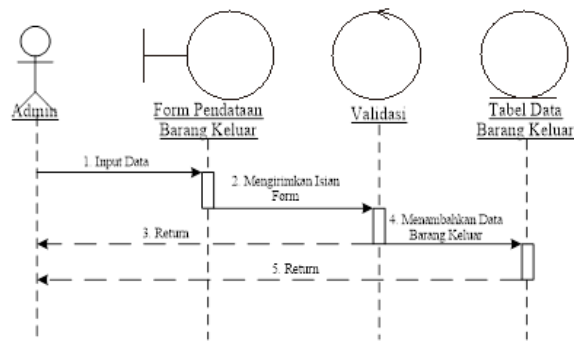 Admin
Form Pendataan
Barang Keluar
Validasi
Tabel Data
Barang Keluar
1. Input Data
2. Mengirimkan Isian
Form
3. Return
4. Menambahkan Data
Barang Keluar
5. Return